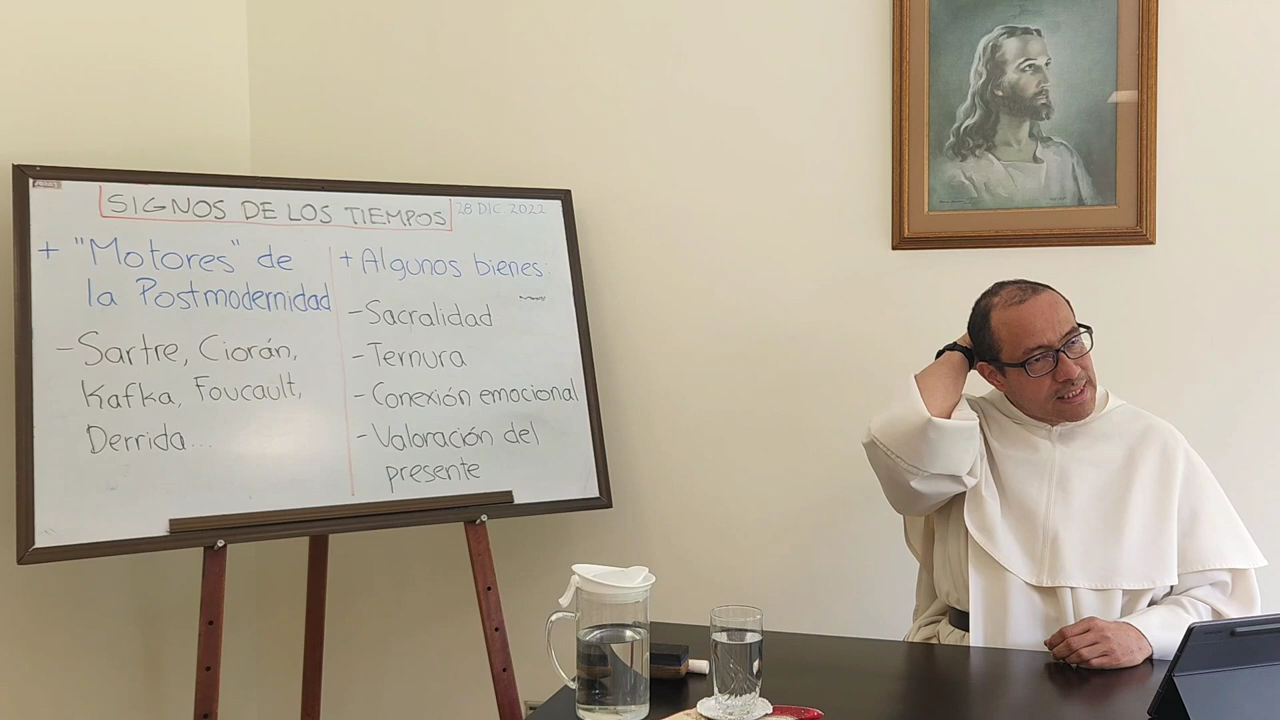 SIGNOS DE LOS TIEMPOS 28 DIC. 2022
+ "Motores" de
la Postmodernidad
- Sartre, Ciorán,
Kafka, Foucault,
Derrida...
+ Algunos bienes:
- Sacralidad
- Ternura
- Conexión emocional
- Valoración del
presente